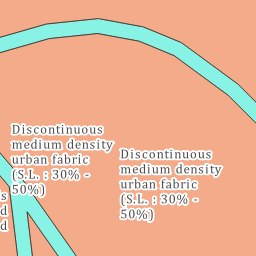 Discontinuous
medium density
urban fabric
(S.L. : 30% -
50%)
Discontinuous
medium density
urban fabric
(S.L. : 30% -
50%)
s
d
d